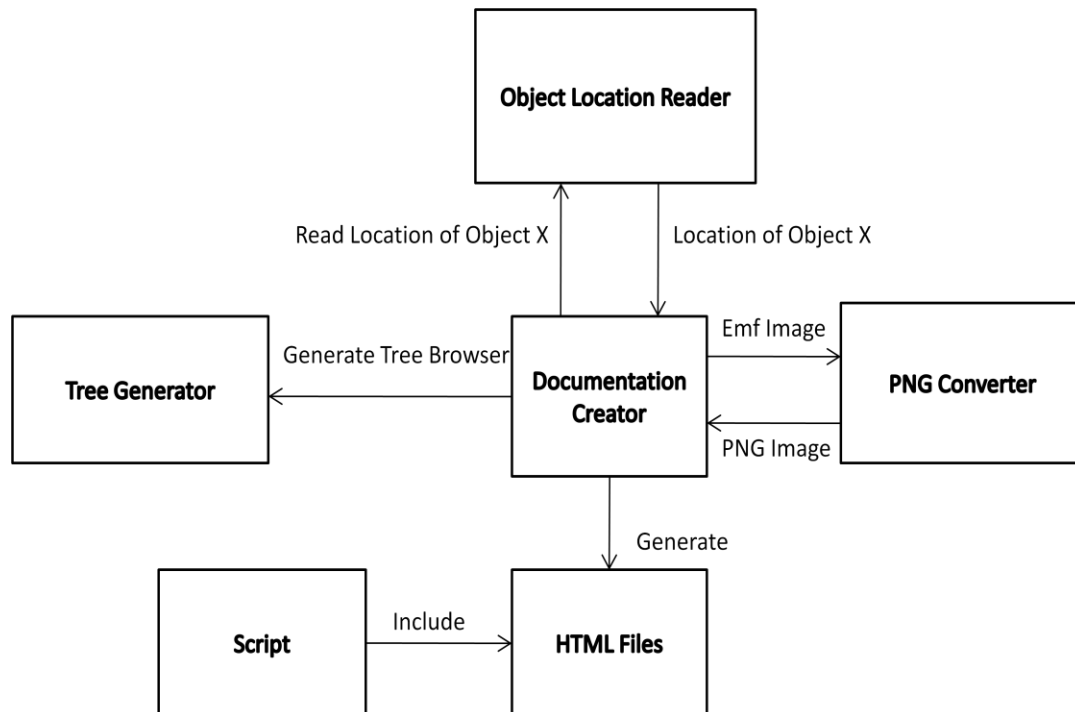 Object Location Reader
Read Location of Object X
Location of Object X
Tree Generator
Generate Tree Browser
Documentation
Creator
Emf Image
PNG Image
PNG Converter
Generate
Script
Include
HTML Files